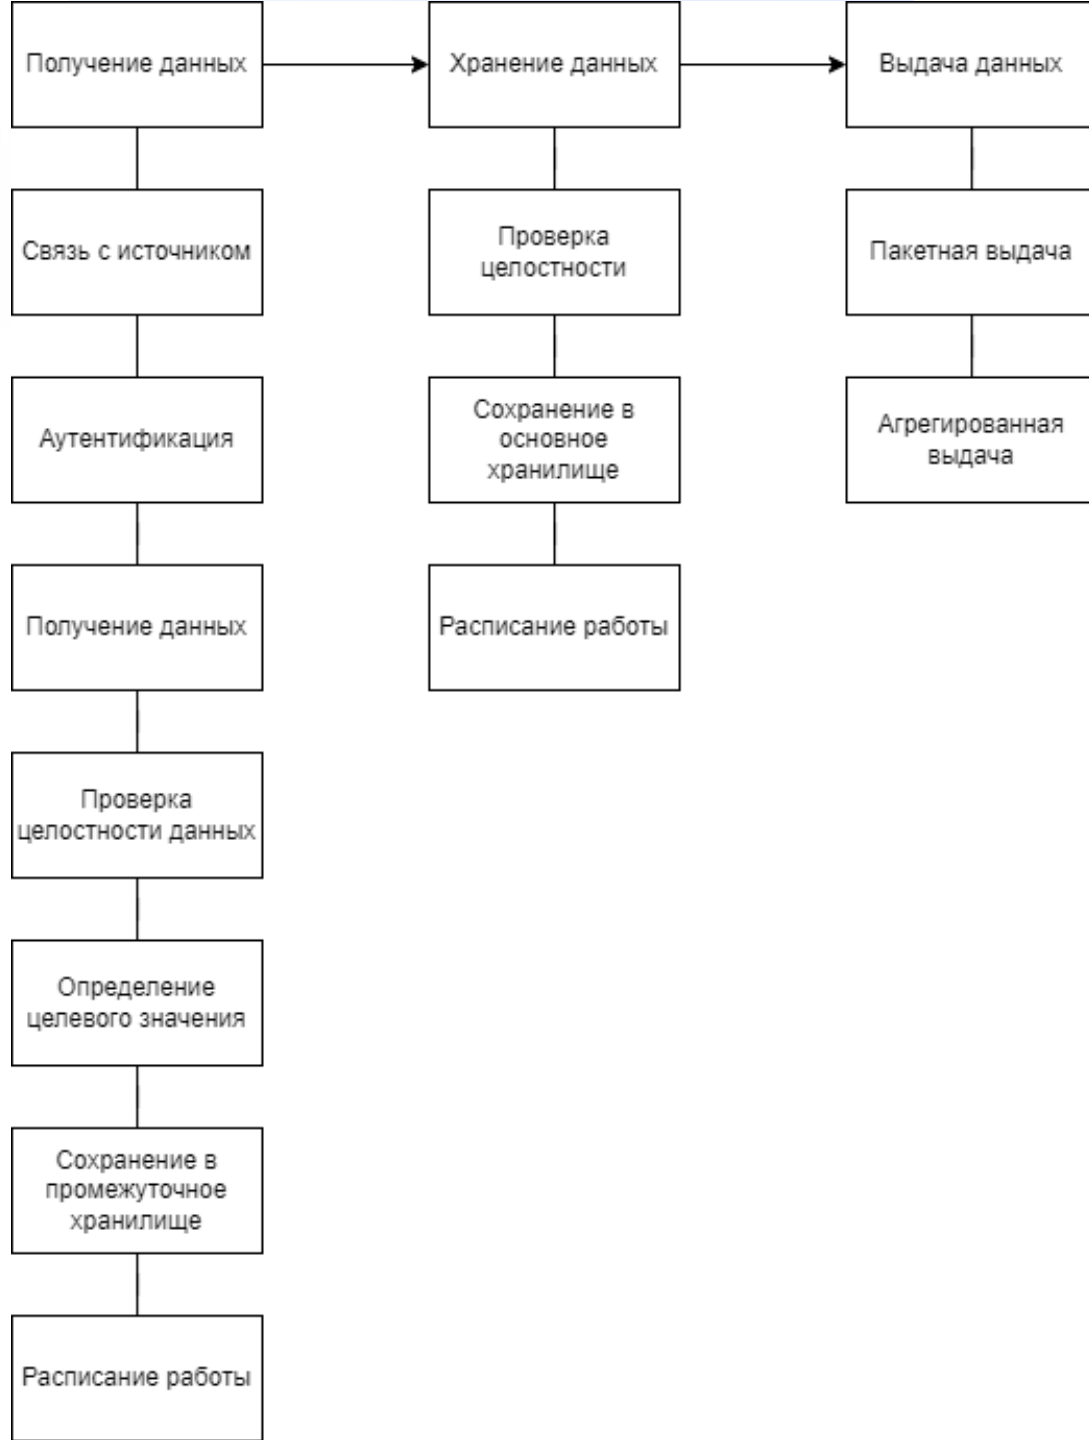 Получение данных
Связь с источником
Аутентификация
Получение данных
Проверка
целостности данных
Определение
целевого значения
Сохранение в
промежуточное
хранилище
Расписание работы
Хранение данных
Проверка
целостности
Сохранение в
основное
хранилище
Расписание работы
Выдача данных
Пакетная выдача
Агрегированная
выдача